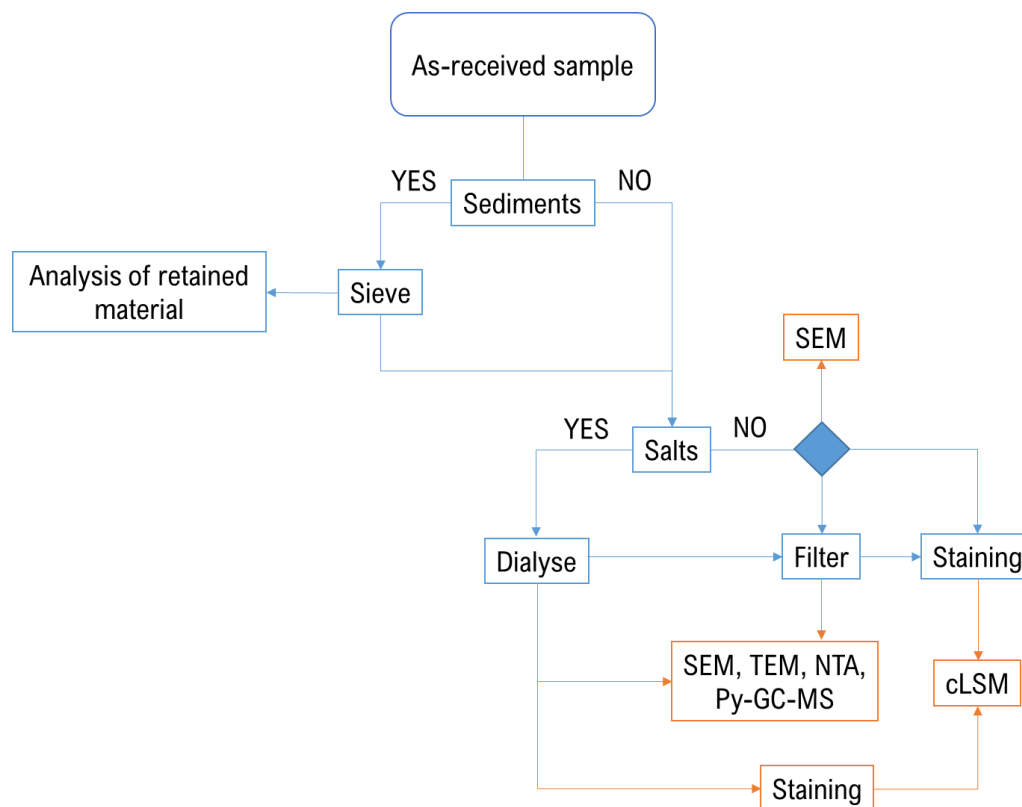 As-received sample
YES
NO
Sediments
Analysis of retained
material
Sieve
SEM
YES
NO
Salts
Dialyse
Filter
Staining
SEM, TEM, NTA,
Py-GC-MS
cLSM
Staining